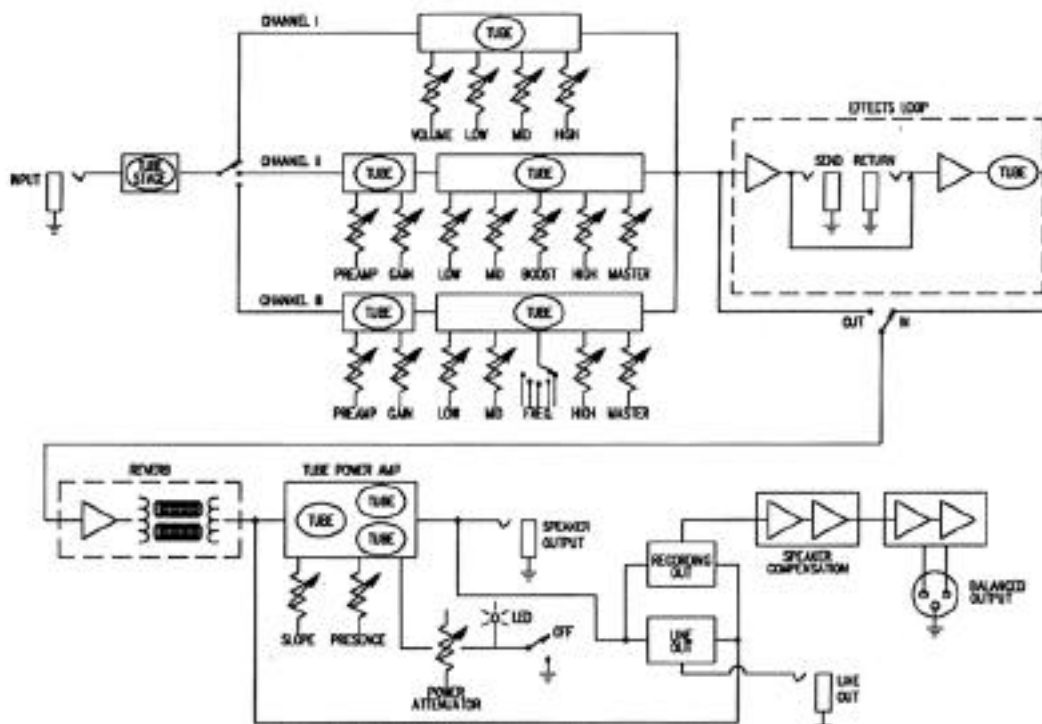 CHANNEL I
TUBE
VOLUME LOW MID HIGH
EFFECTS LOOP
INPUT
TUBE STAGE
CHANNEL II
TUBE TUBE
SEND RETURN
TUBE
PREAMP GAIN LOW MID BOOST HIGH MASTER
CHANNEL III
TUBE TUBE
OUT IN
PREAMP GAIN LOW MID FREQ. HIGH MASTER
REVERB
TUBE POWER AMP
TUBE
TUBE
TUBE
SPEAKER
OUTPUT
RECORDING
OUT
SPEAKER
COMPENSATION
BALANCED
OUTPUT
SLOPE PRESENCE
LED
OFF
LINE
OUT
POWER
ATTENUATOR
LINE
OUT